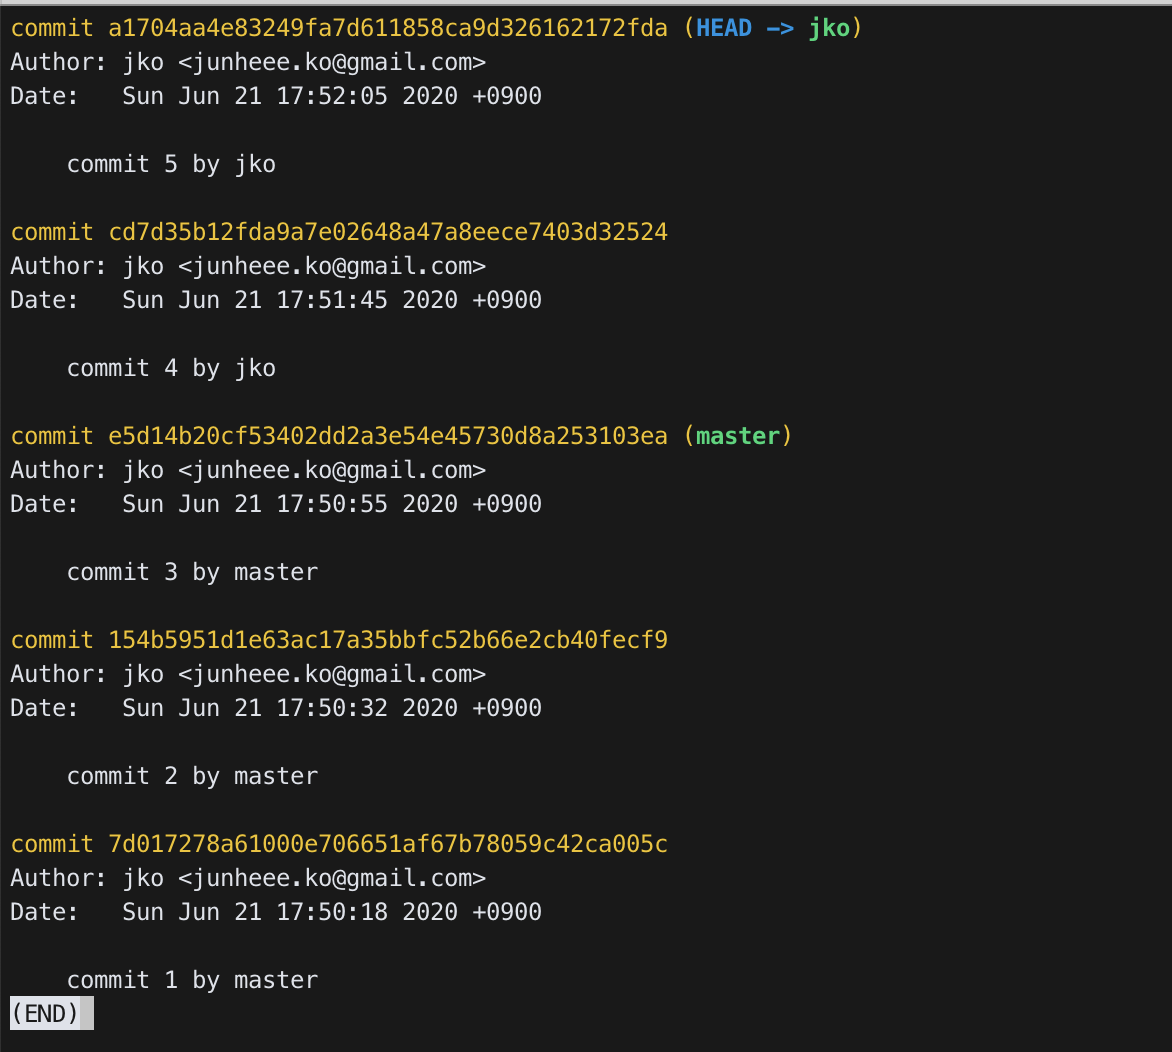 commit a1704aa4e83249fa7d611858ca9d326162172fda (HEAD -> jko)
Author: jko <junheee.ko@gmail.com>
Date:   Sun Jun 21 17:52:05 2020 +0900
    commit 5 by jko
commit cd7d35b12fda9a7e02648a47a8eece7403d32524
Author: jko <junheee.ko@gmail.com>
Date:   Sun Jun 21 17:51:45 2020 +0900
    commit 4 by jko
commit e5d14b20cf53402dd2a3e54e45730d8a253103ea (master)
Author: jko <junheee.ko@gmail.com>
Date:   Sun Jun 21 17:50:55 2020 +0900
    commit 3 by master
commit 154b5951d1e63ac17a35bbfc52b66e2cb40fecf9
Author: jko <junheee.ko@gmail.com>
Date:   Sun Jun 21 17:50:32 2020 +0900
    commit 2 by master
commit 7d017278a61000e706651af67b78059c42ca005c
Author: jko <junheee.ko@gmail.com>
Date:   Sun Jun 21 17:50:18 2020 +0900
    commit 1 by master
(END)